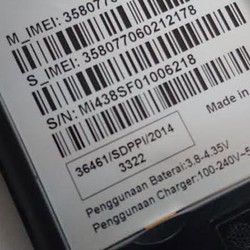 M_IMEI: 3580770
S_IMEI: 358077060212178
S/N: Mi438SF01006218
Made in
36461/SDPPI/2014
3322
Penggunaan Baterai:3.8-4.35V
Penggunaan Charger:100-240V~5